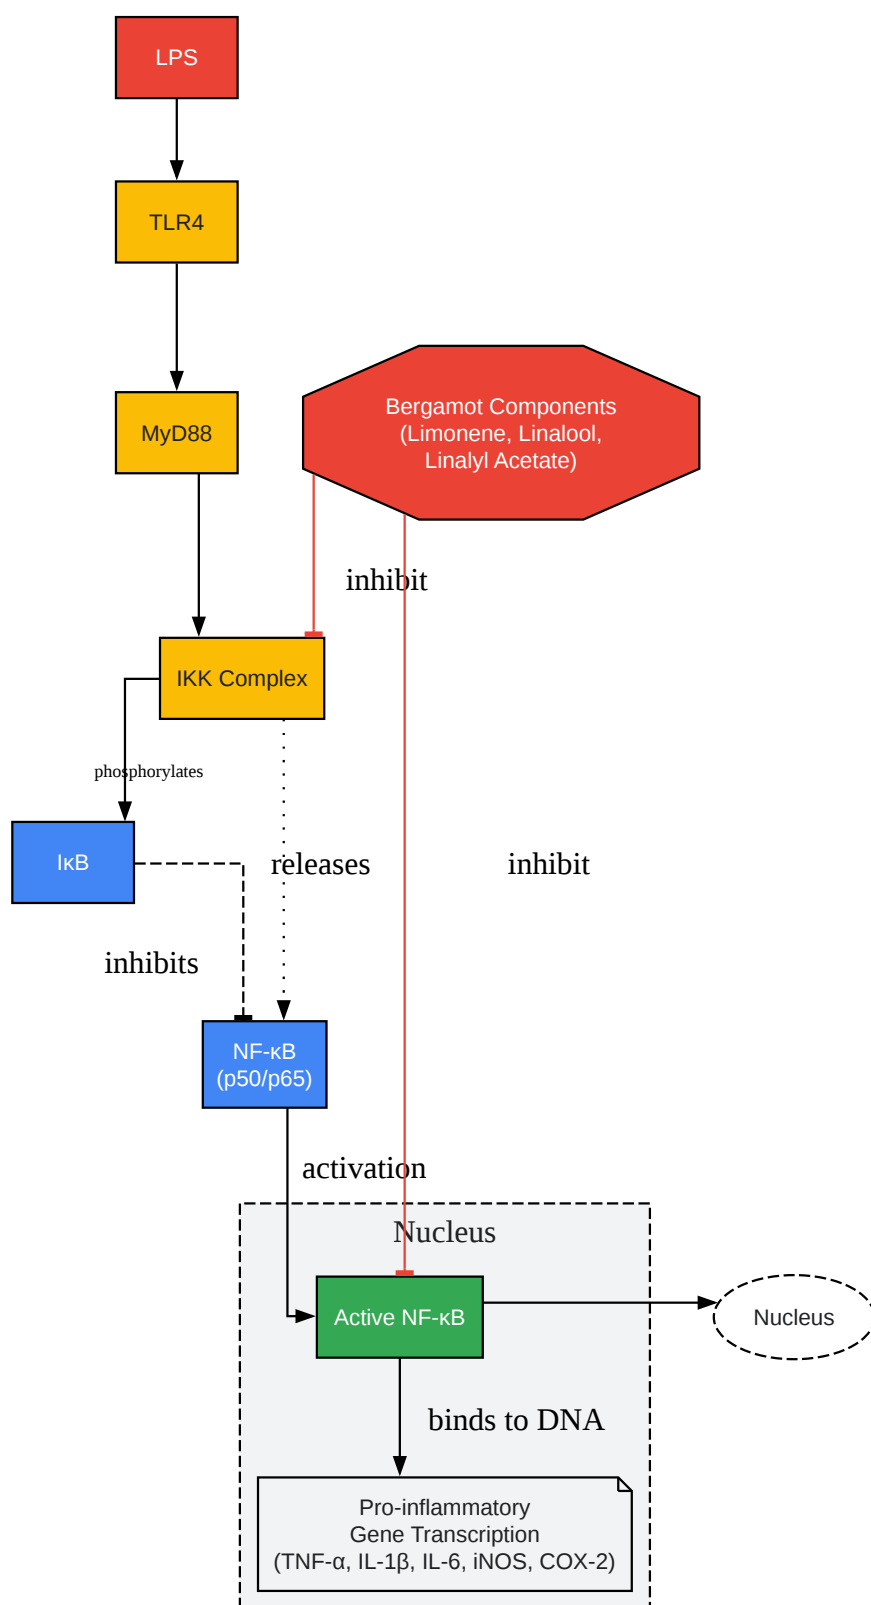 LPS
TLR4
MyD88
Bergamot Components
(Limonene, Linalool,
Linalyl Acetate)
inhibit
IKK Complex
phosphorylates
IκB
releases
inhibit
inhibits
NF-κB
(p50/p65)
activation
Nucleus
Active NF-κB
Nucleus
binds to DNA
Pro-inflammatory
Gene Transcription
(TNF-α, IL-1β, IL-6, iNOS, COX-2)